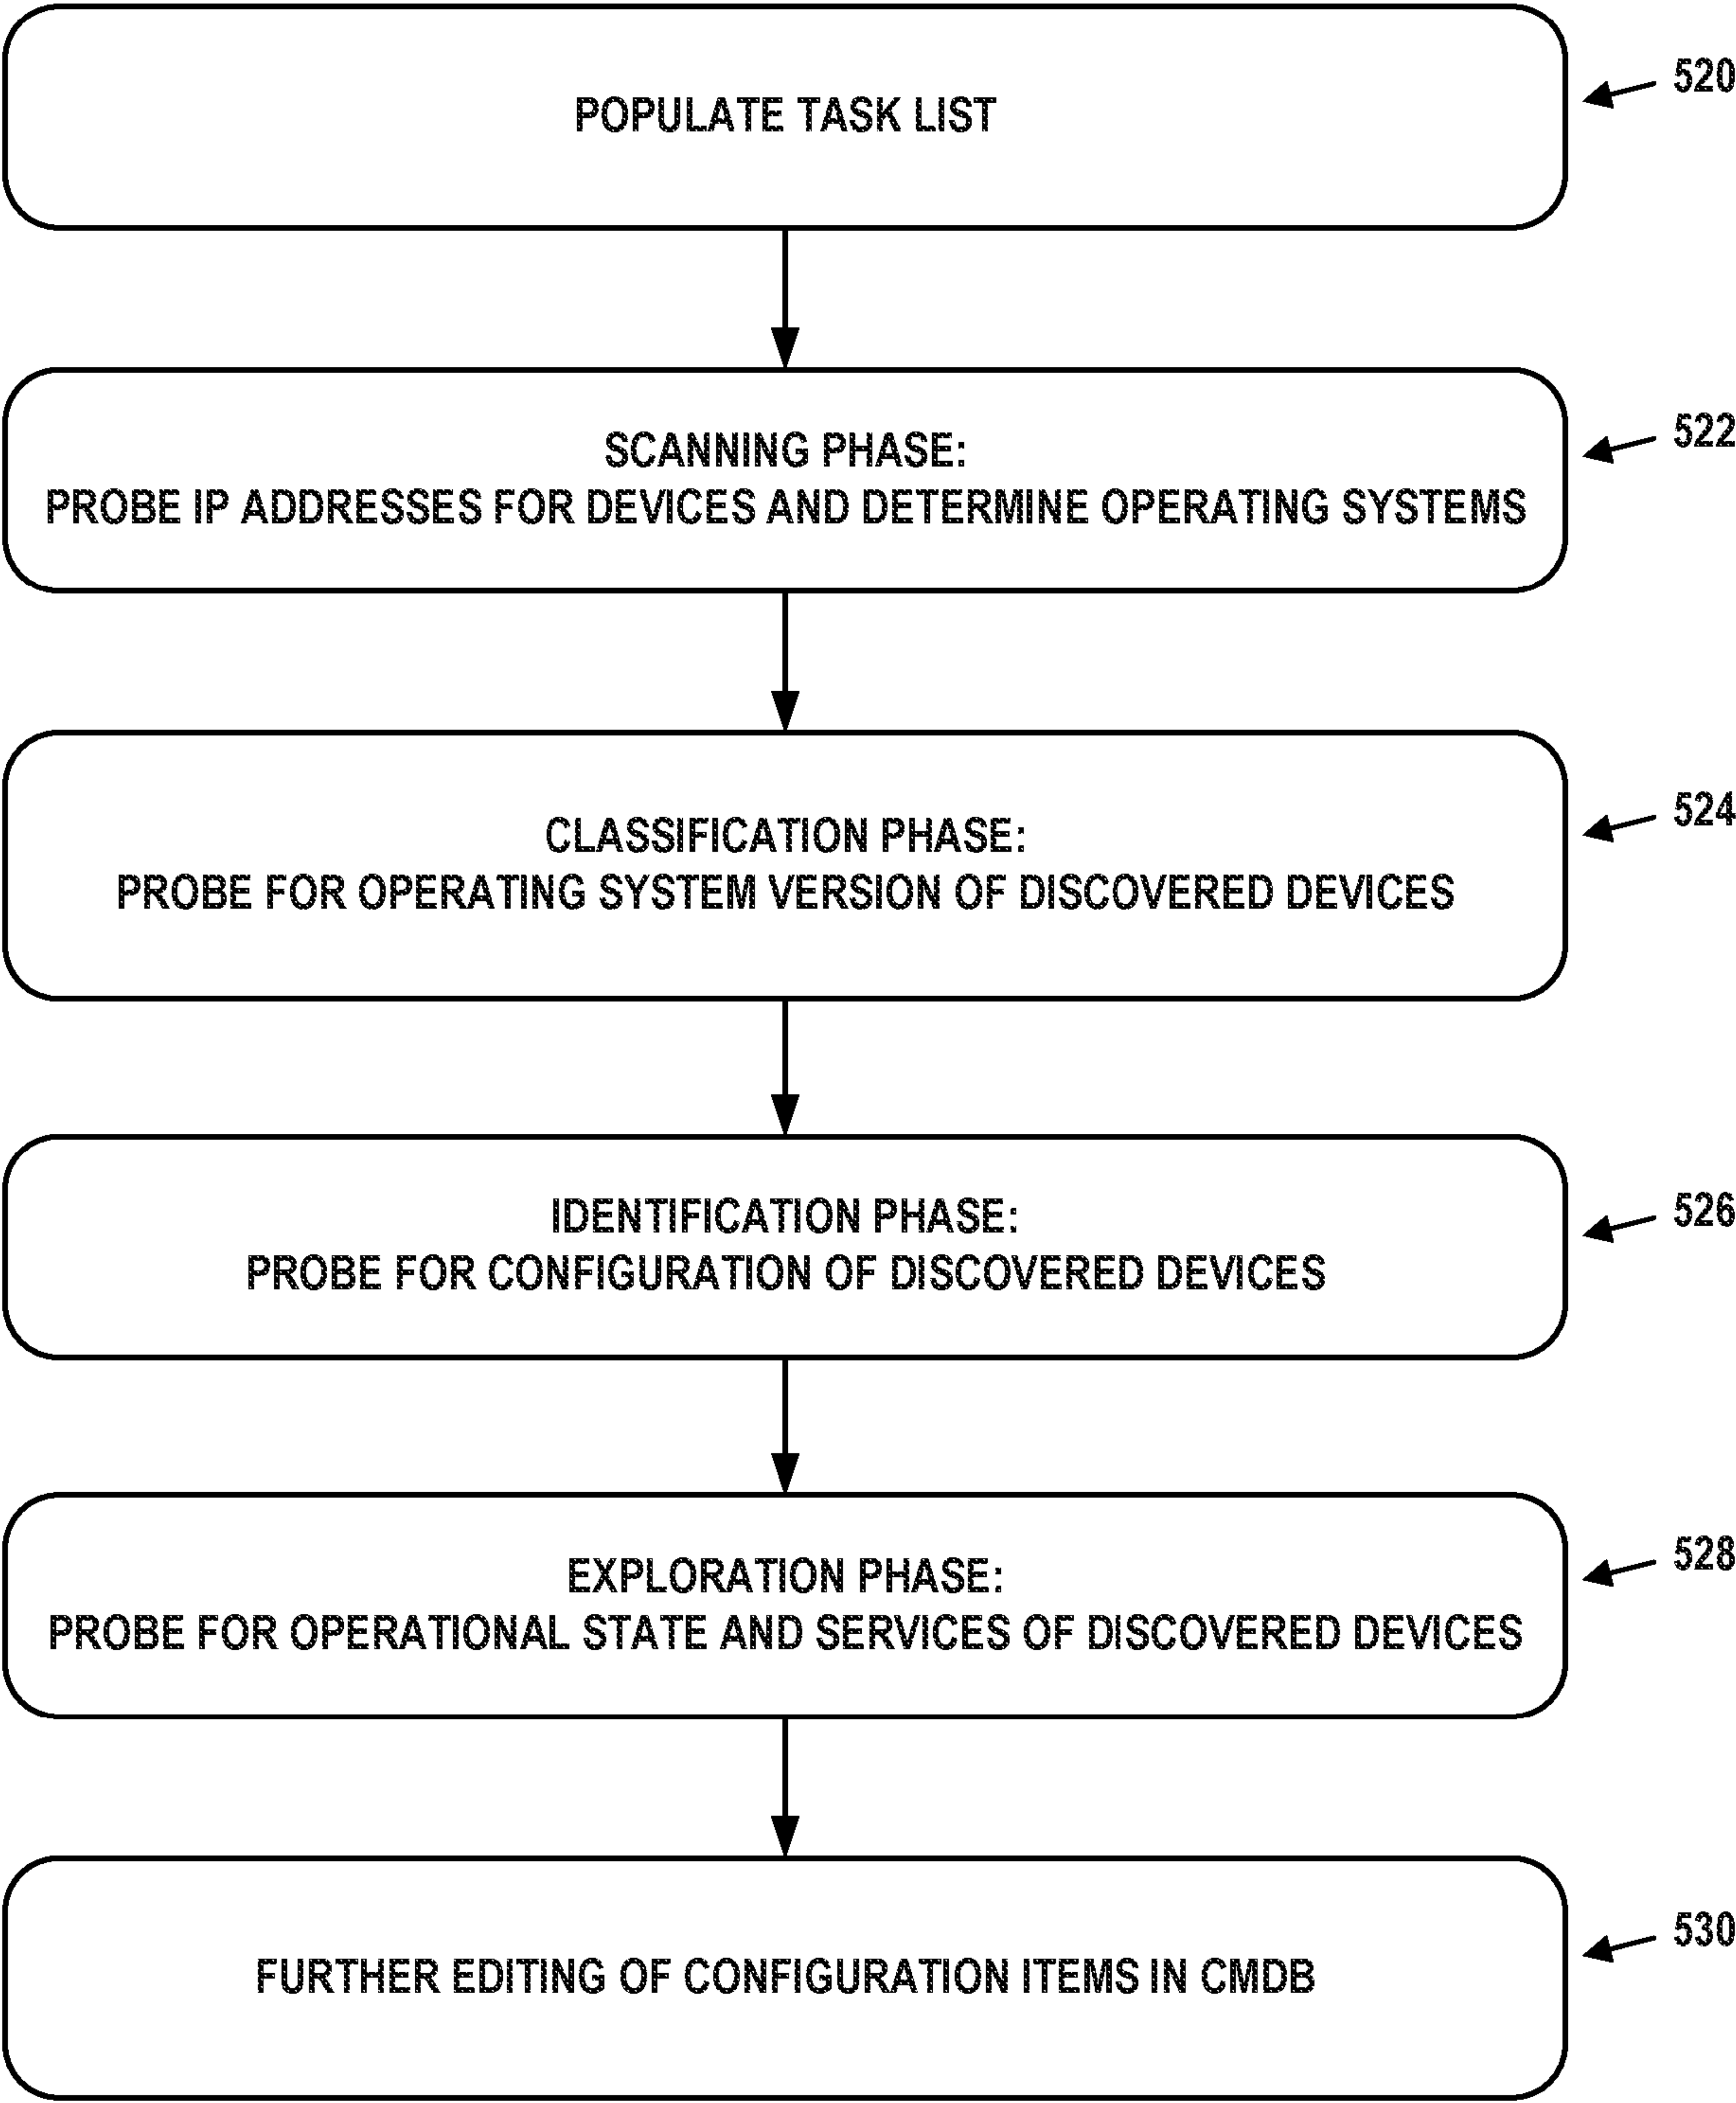 POPULATE TASK LIST
520
SCANNING PHASE:
PROBE IP ADDRESSES FOR DEVICES AND DETERMINE OPERATING SYSTEMS
522
CLASSIFICATION PHASE:
PROBE FOR OPERATING SYSTEM VERSION OF DISCOVERED DEVICES
524
IDENTIFICATION PHASE:
PROBE FOR CONFIGURATION OF DISCOVERED DEVICES
526
EXPLORATION PHASE:
PROBE FOR OPERATIONAL STATE AND SERVICES OF DISCOVERED DEVICES
528
FURTHER EDITING OF CONFIGURATION ITEMS IN CMDB
530